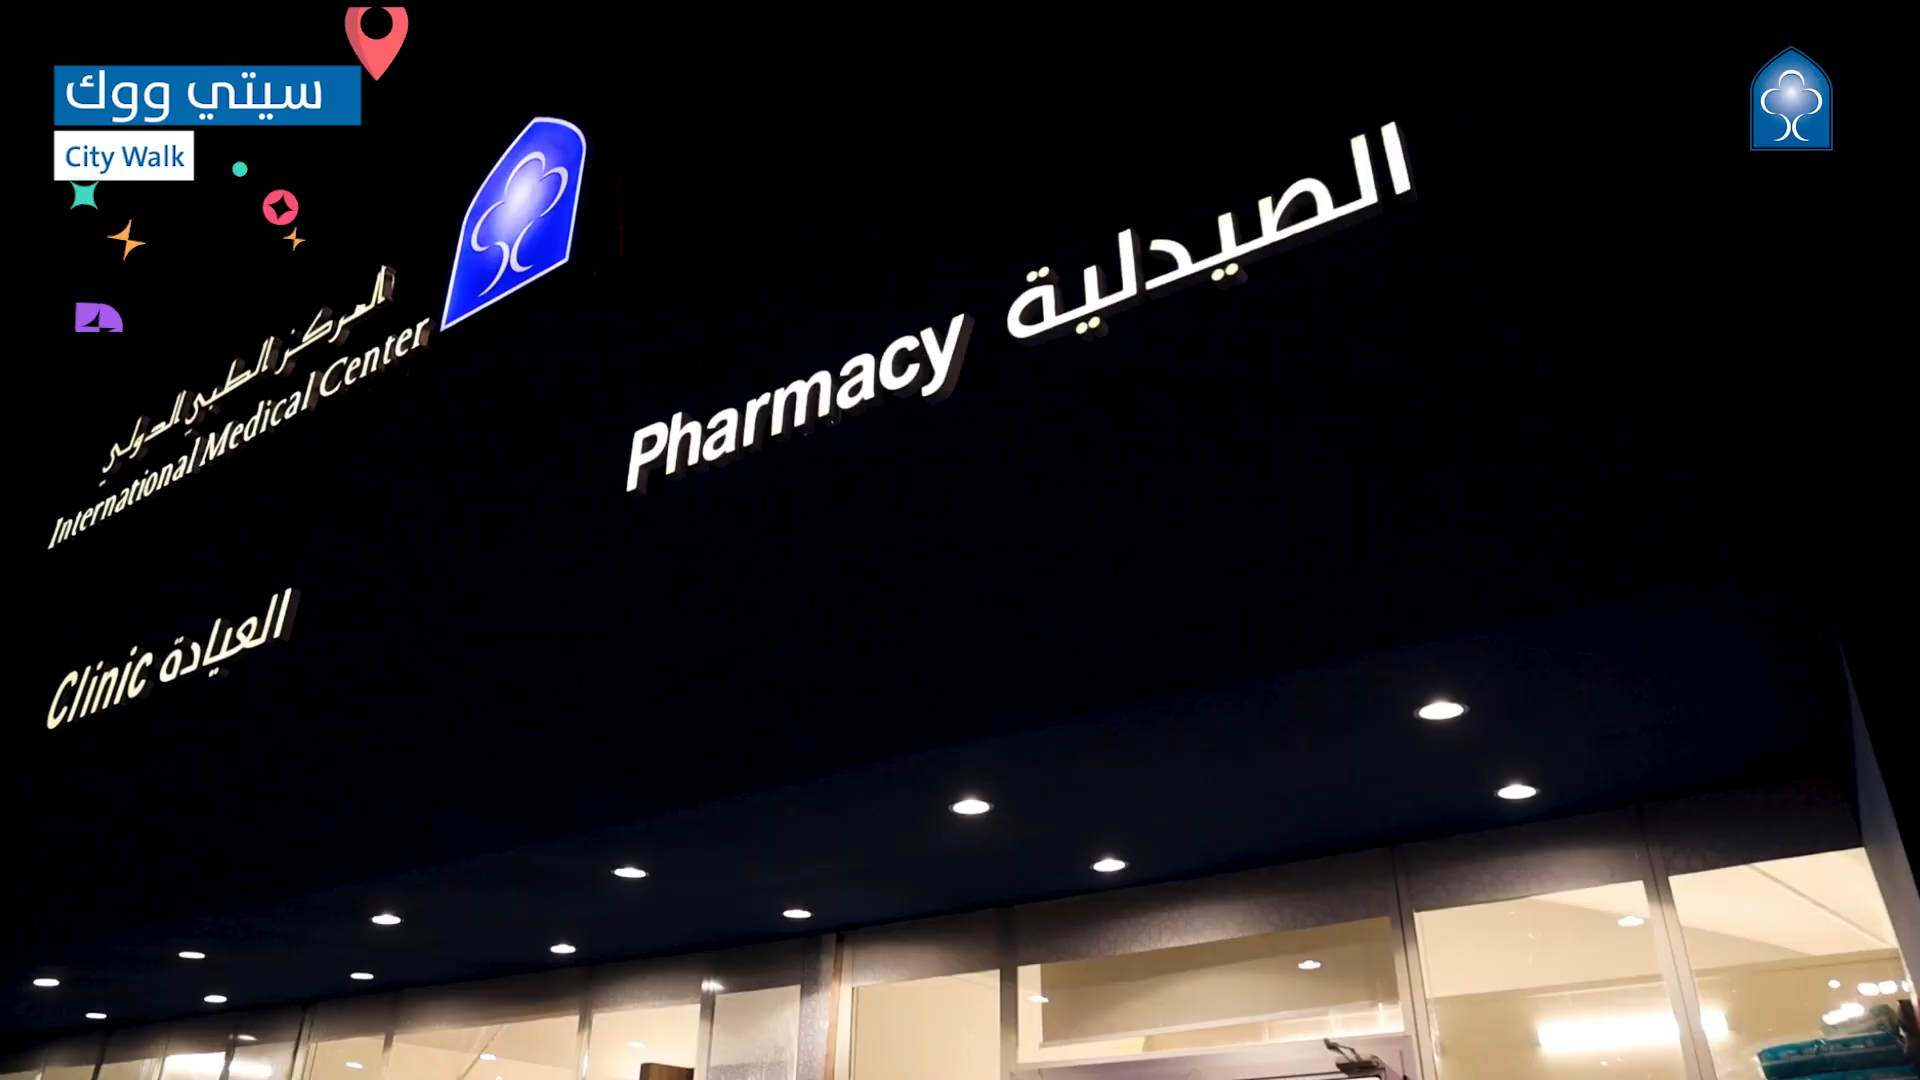 سيتي ووك
City Walk
المركز الطبي الدولي
International Medical Center
Pharmacy الصيدلية
Clinic العيادة